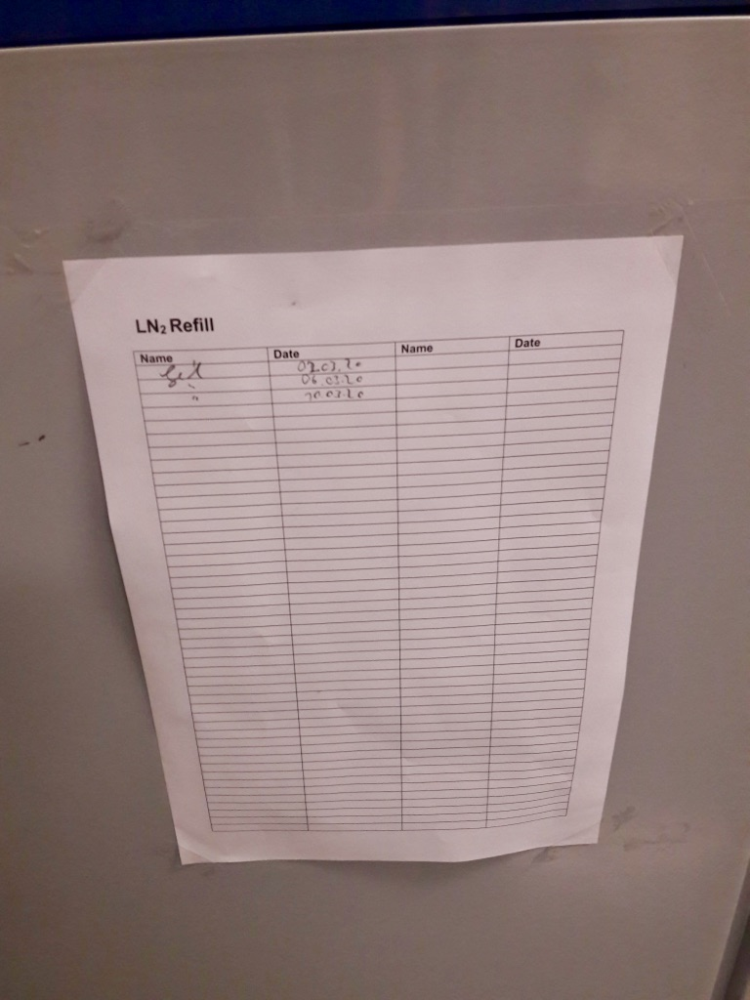 LN₂ Refill
Name Date Name Date
02.03.20
" 06.03.20
" 10.03.20